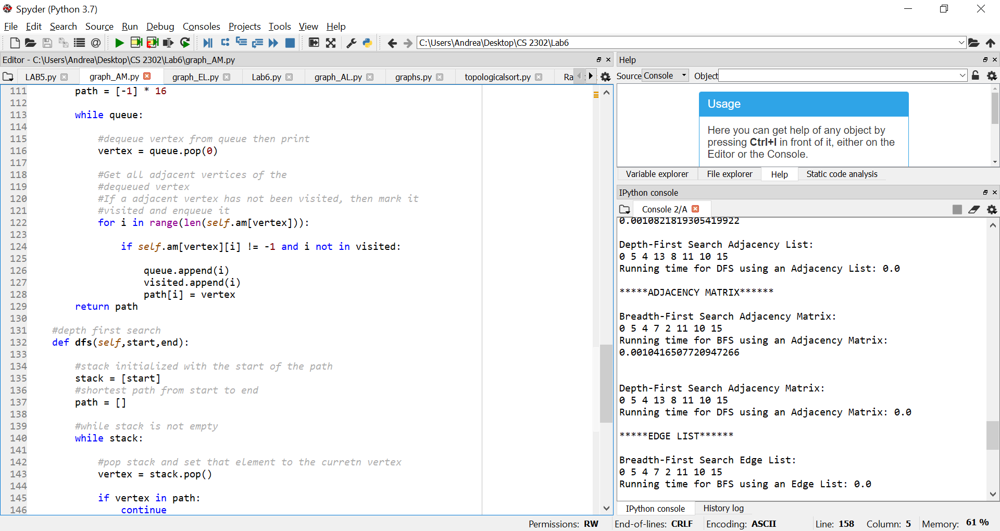 Spyder (Python 3.7)
File Edit Search Source Run Debug Consoles Projects Tools View Help
C:\Users\Andrea\Desktop\CS 2302\Lab6
Editor - C:\Users\Andrea\Desktop\CS 2302\Lab6\graph_AM.py
LAB5.py graph_AM.py graph_EL.py Lab6.py graph_AL.py graphs.py topologicalsort.py Ra
111 path = [-1] * 16
112
113 while queue:
114
115 #dequeue vertex from queue then print
116 vertex = queue.pop(0)
117
118 #Get all adjacent vertices of the
119 #dequeued vertex
120 #If a adjacent vertex has not been visited, then mark it
121 #visited and enqueue it
122 for i in range(len(self.am[vertex])):
123
124 if self.am[vertex][i] != -1 and i not in visited:
125
126 queue.append(i)
127 visited.append(i)
128 path[i] = vertex
129 return path
130
131 #depth first search
132 def dfs(self,start,end):
133
134 #stack initialized with the start of the path
135 stack = [start]
136 #shortest path from start to end
137 path = []
138
139 #while stack is not empty
140 while stack:
141
142 #pop stack and set that element to the curretn vertex
143 vertex = stack.pop()
144
145 if vertex in path:
146 continue
Help
Source Console Object
Usage
Here you can get help of any object by
pressing Ctrl+I in front of it, either on the
Editor or the Console.
Variable explorer File explorer Help Static code analysis
IPython console
Console 2/A
0.0010821819305419922
Depth-First Search Adjacency List:
0 5 4 13 8 11 10 15
Running time for DFS using an Adjacency List: 0.0
*****ADJACENCY MATRIX******
Breadth-First Search Adjacency Matrix:
0 5 4 7 2 11 10 15
Running time for BFS using an Adjacency Matrix:
0.0010416507720947266
Depth-First Search Adjacency Matrix:
0 5 4 13 8 11 10 15
Running time for DFS using an Adjacency Matrix: 0.0
*****EDGE LIST******
Breadth-First Search Edge List:
0 5 4 7 2 11 10 15
Running time for BFS using an Edge List: 0.0
IPython console History log
Permissions: RW End-of-lines: CRLF Encoding: ASCII Line: 158 Column: 5 Memory: 61 %